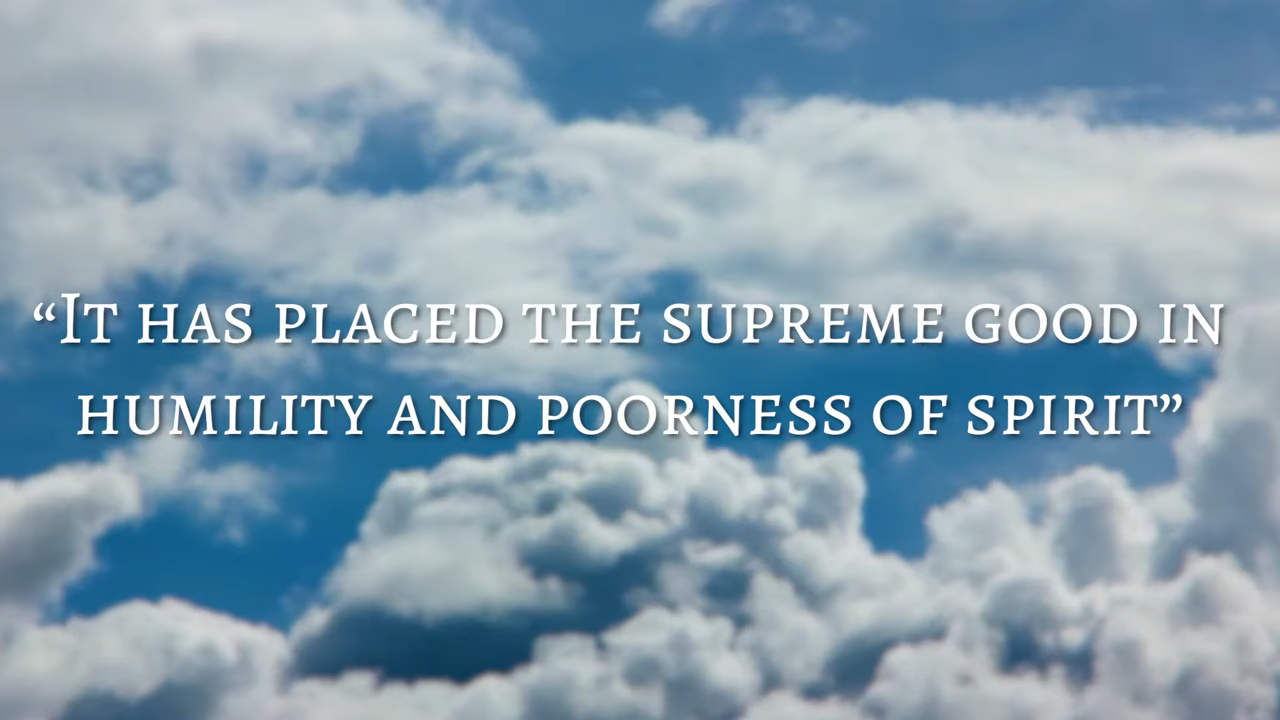 “It has placed the supreme good in
humility and poorness of spirit”